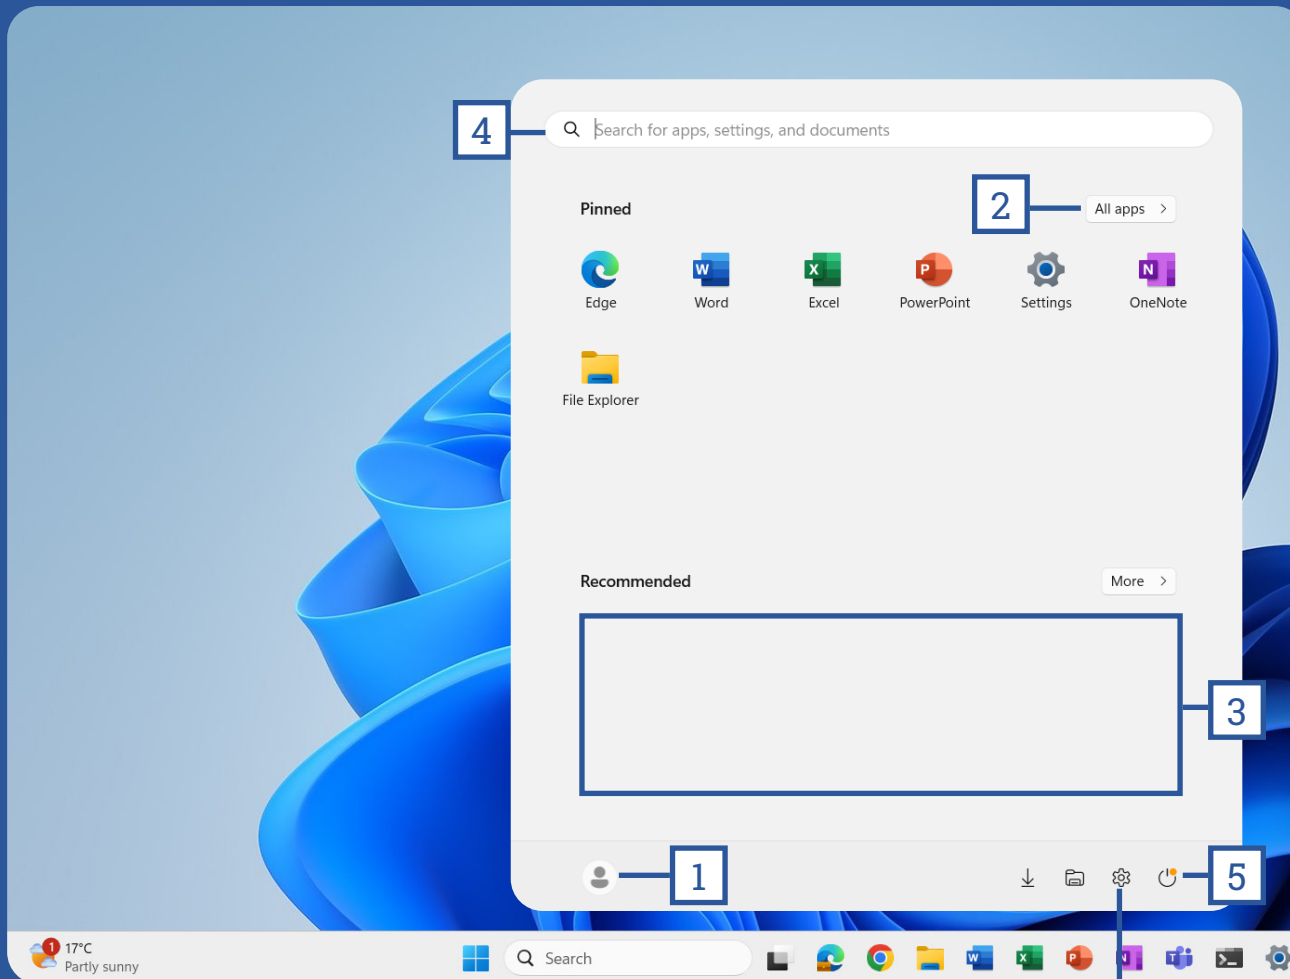 4
Search for apps, settings, and documents
Pinned
2
All apps
Edge
Word
Excel
PowerPoint
Settings
OneNote
File Explorer
Recommended
More
3
1
5
1
17°C
Partly sunny
Search